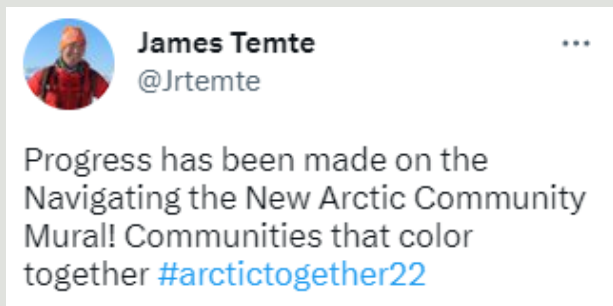 James Temte
@Jrtemte
Progress has been made on the
Navigating the New Arctic Community
Mural! Communities that color
together #arctictogether22